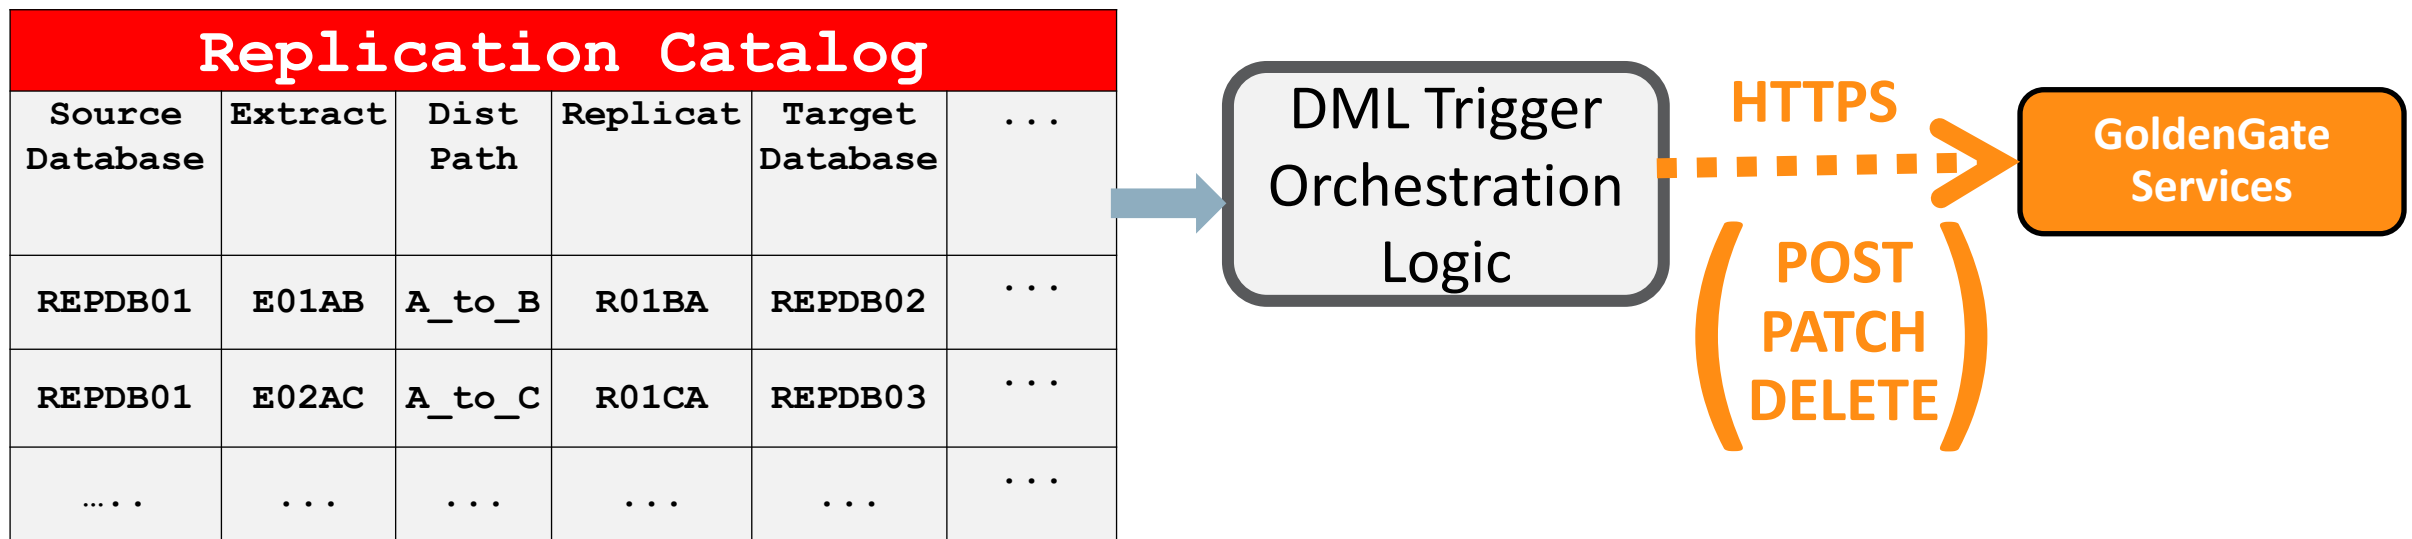 Replication Catalog
Source Database Extract Dist Path Replicat Target Database ...
REPDB01 E01AB A_to_B R01BA REPDB02 ...
REPDB01 E02AC A_to_C R01CA REPDB03 ...
….. ... ... ... ... ...
DML Trigger
Orchestration
Logic
HTTPS
(POST
PATCH
DELETE)
GoldenGate
Services